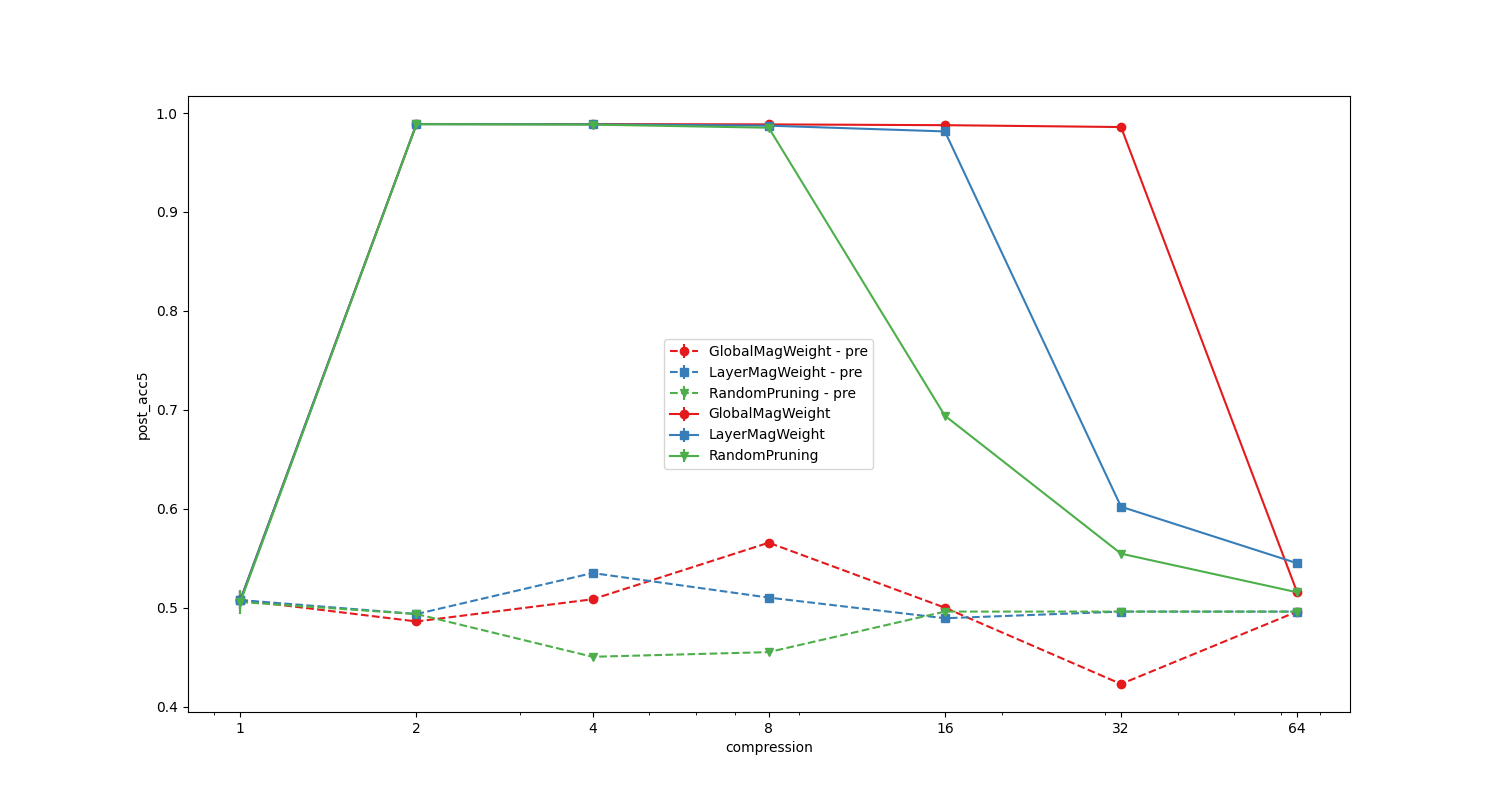 1.0
0.9
0.8
0.7
0.6
0.5
0.4
post_acc5
GlobalMagWeight - pre
LayerMagWeight - pre
RandomPruning - pre
GlobalMagWeight
LayerMagWeight
RandomPruning
1 2 4 8 16 32 64
compression